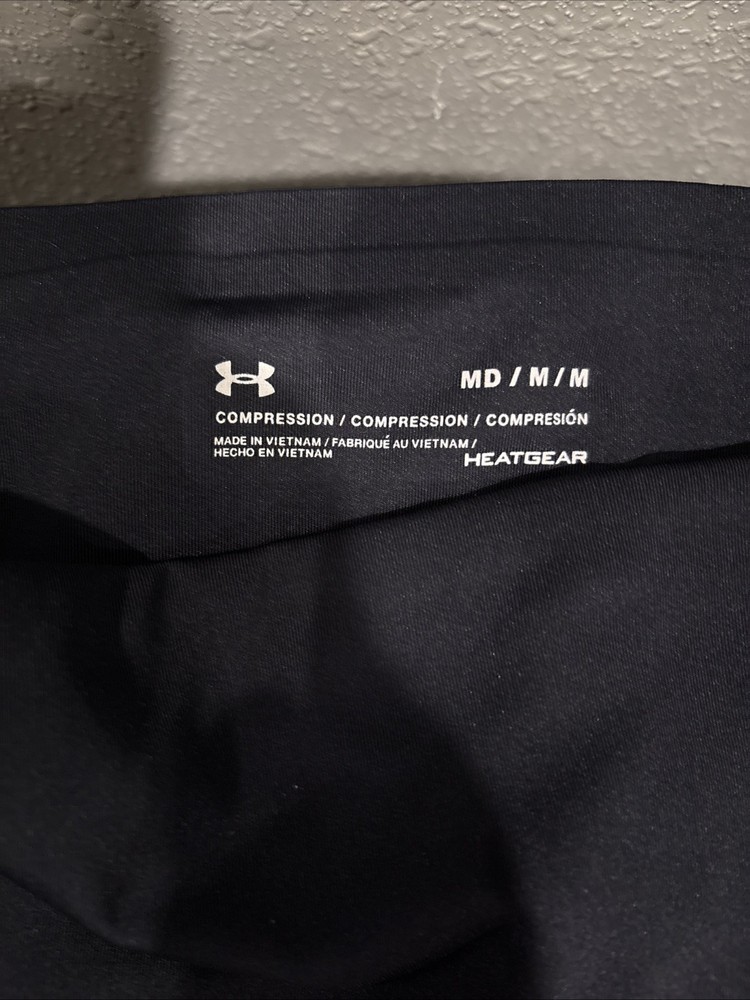 MD / M / M
COMPRESSION / COMPRESSION / COMPRESIÓN
MADE IN VIETNAM / FABRIQUÉ AU VIETNAM /
HECHO EN VIETNAM
HEATGEAR